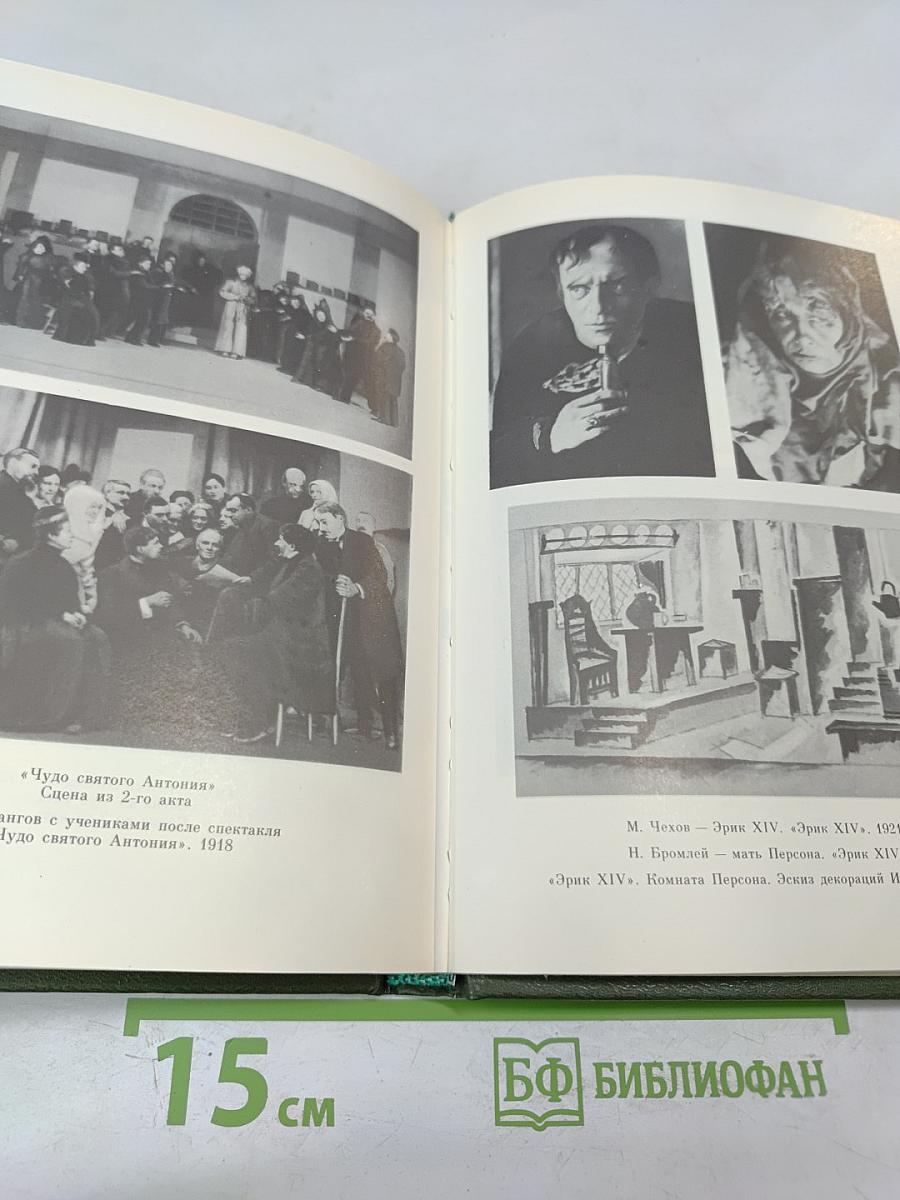 «Чудо святого Антония»
Сцена из 2-го акта
ангов с учениками после спектакля
Чудо святого Антония». 1918
М. Чехов — Эрик XIV. «Эрик XIV». 1921
Н. Бромлей — мать Персона. «Эрик XIV
«Эрик XIV». Комната Персона. Эскиз декораций И
15 см
БФ БИБЛИОФАН